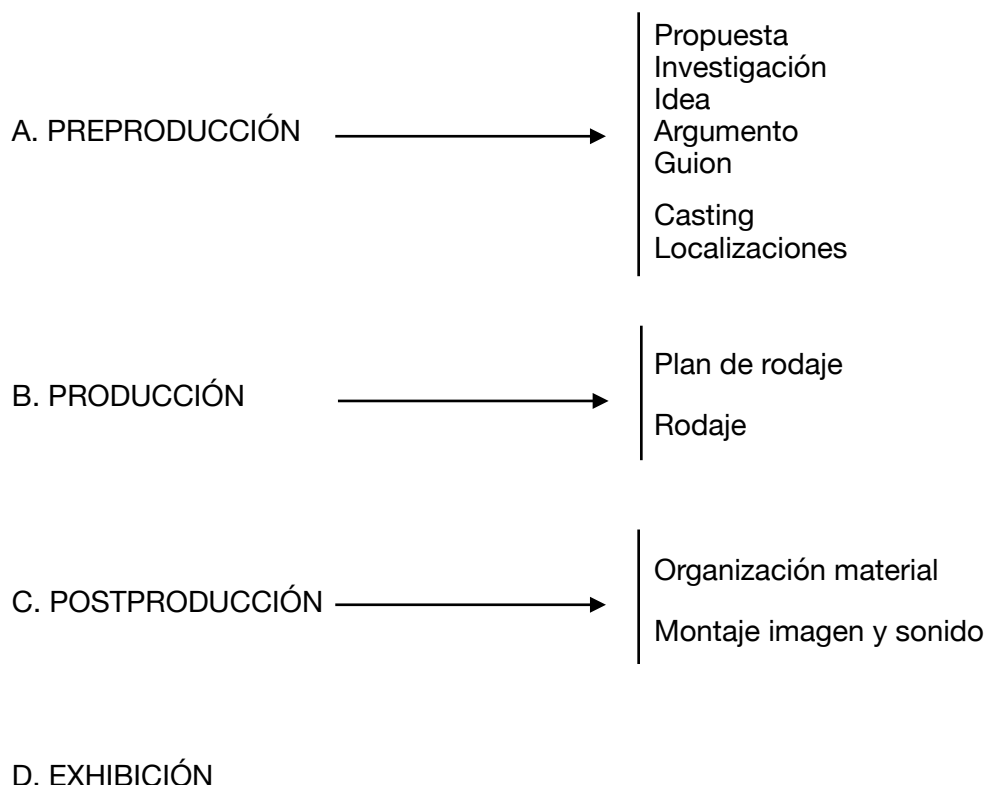 A. PREPRODUCCIÓN
Propuesta
Investigación
Idea
Argumento
Guion
Casting
Localizaciones
B. PRODUCCIÓN
Plan de rodaje
Rodaje
C. POSTPRODUCCIÓN
Organización material
Montaje imagen y sonido
D. EXHIBICIÓN